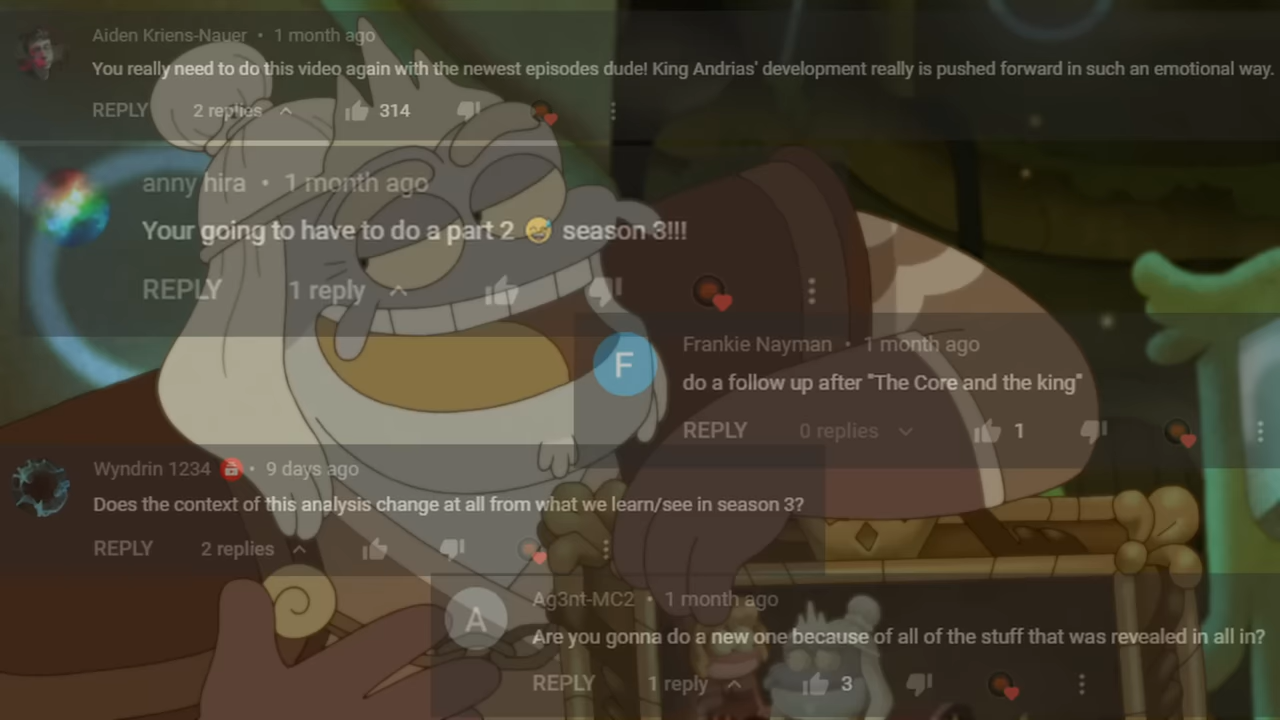 Aiden Kriens-Nauer • 1 month ago
You really need to do this video again with the newest episodes dude! King Andrias' development really is pushed forward in such an emotional way.
REPLY 2 replies 314
anny hira • 1 month ago
Your going to have to do a part 2 😅 season 3!!!
REPLY 1 reply
F
Frankie Nayman • 1 month ago
do a follow up after "The Core and the king"
REPLY 0 replies 1
Wyndrin 1234 • 9 days ago
Does the context of this analysis change at all from what we learn/see in season 3?
REPLY 2 replies
A
Ag3nt-MC2 • 1 month ago
Are you gonna do a new one because of all of the stuff that was revealed in all in?
REPLY 1 reply 3